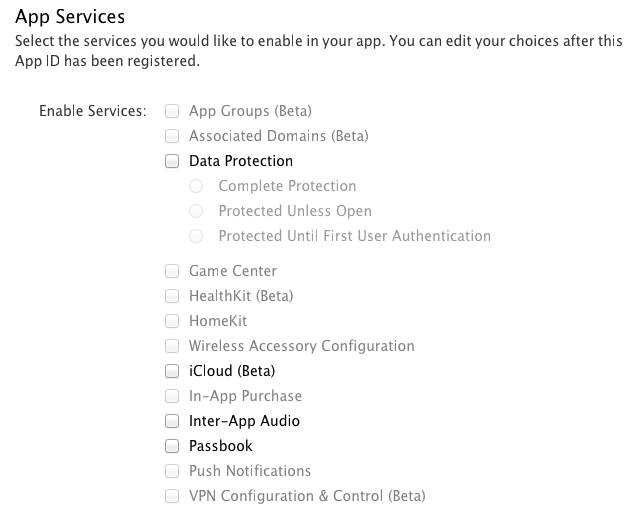 App Services
Select the services you would like to enable in your app. You can edit your choices after this
App ID has been registered.
Enable Services:
App Groups (Beta)
Associated Domains (Beta)
Data Protection
Complete Protection
Protected Unless Open
Protected Until First User Authentication
Game Center
HealthKit (Beta)
HomeKit
Wireless Accessory Configuration
iCloud (Beta)
In-App Purchase
Inter-App Audio
Passbook
Push Notifications
VPN Configuration & Control (Beta)